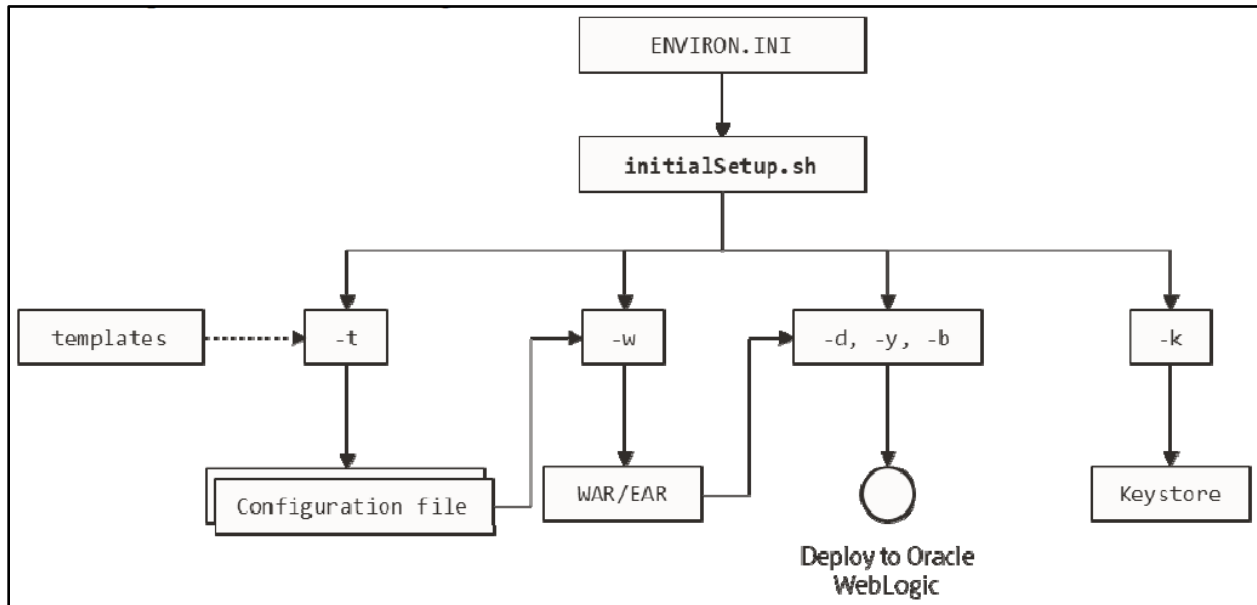 ENVIRON.INI
initialSetup.sh
templates
-t
-w
-d, -y, -b
-k
Configuration file
WAR/EAR
Keystore
Deploy to Oracle
WebLogic